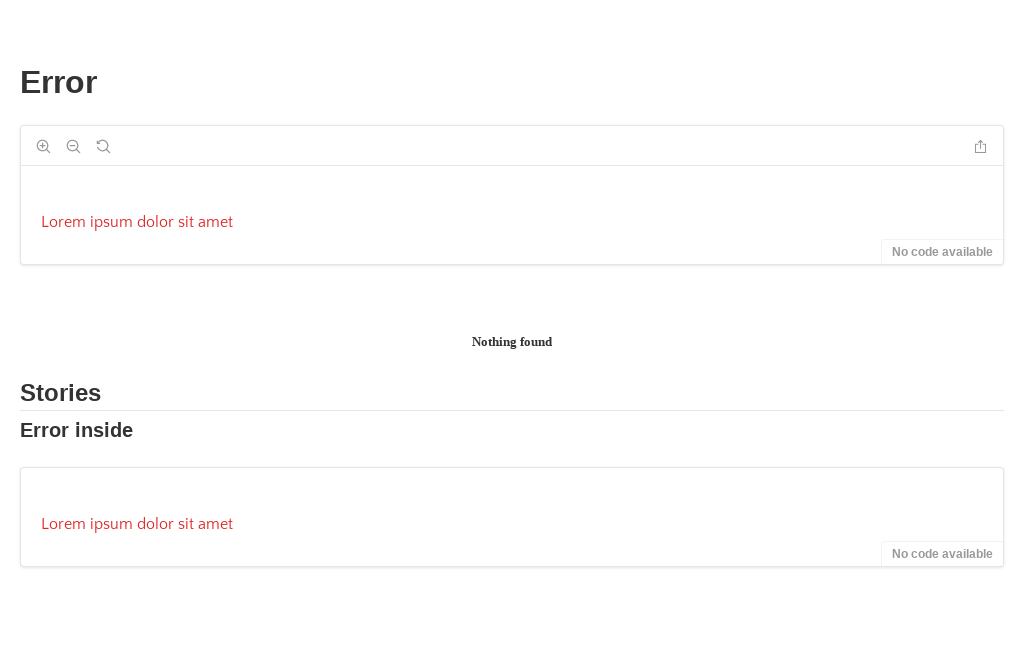 Error
Lorem ipsum dolor sit amet
No code available
Nothing found
Stories
Error inside
Lorem ipsum dolor sit amet
No code available